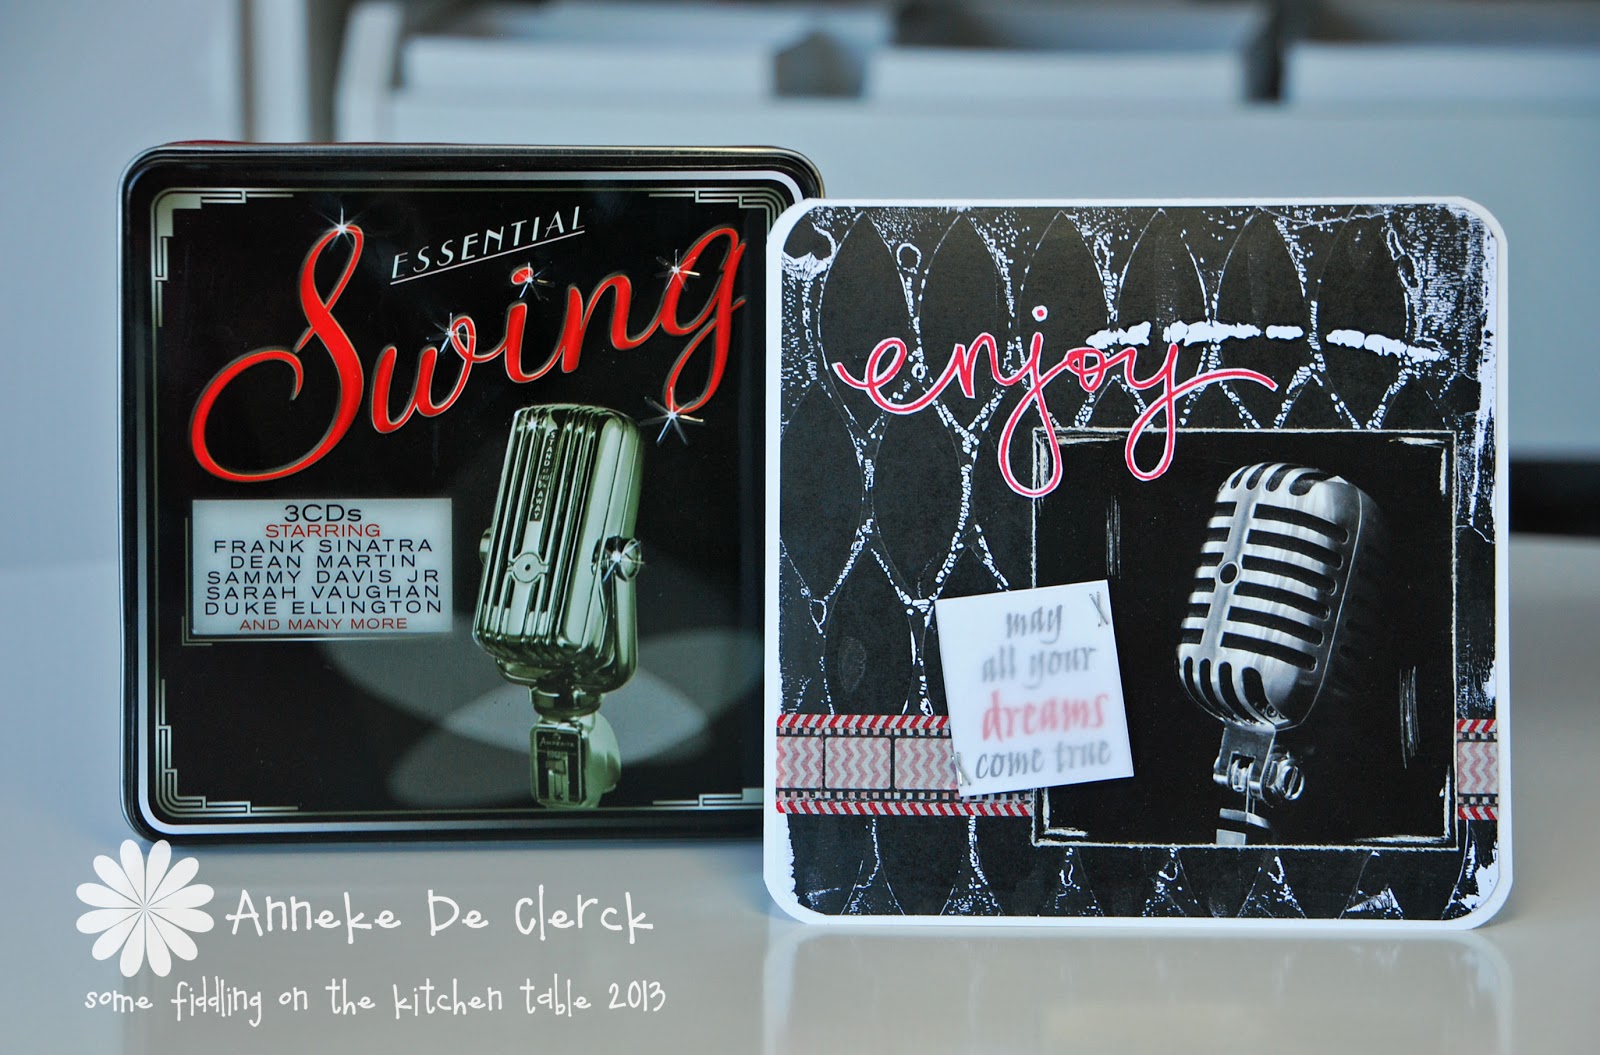 ESSENTIAL
Swing
3CDs
STARRING
FRANK SINATRA
DEAN MARTIN
SAMMY DAVIS JR
SARAH VAUGHAN
DUKE ELLINGTON
AND MANY MORE
enjoy
may
all your
dreams
come true
Anneke De Clerck
some fiddling on the kitchen table 2013